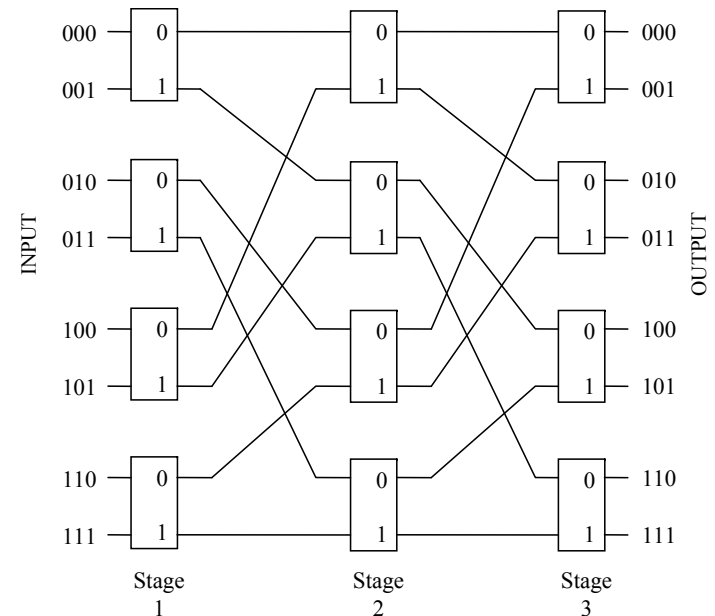 000 0 0 0 000
001 1 1 1 001
010 0 0 0 010
011 1 1 1 011
INPUT
OUTPUT
100 0 0 0 100
101 1 1 1 101
110 0 0 0 110
111 1 1 1 111
Stage Stage Stage
1 2 3